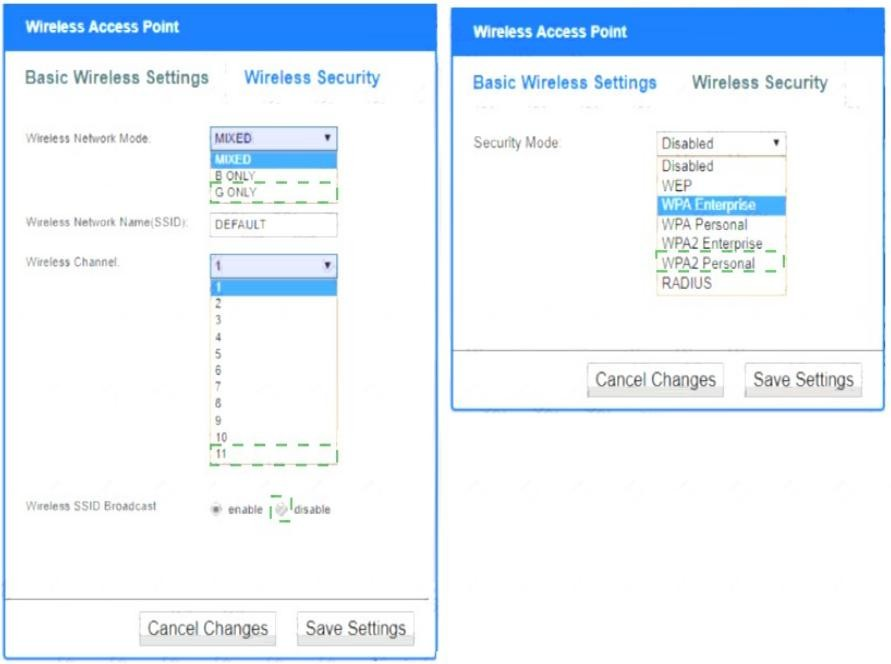 Wireless Access Point
Basic Wireless Settings Wireless Security
Wireless Network Mode: MIXED
MIXED
B ONLY
G ONLY
Wireless Network Name(SSID): DEFAULT
Wireless Channel: 1
1
2
3
4
5
6
7
8
9
10
11
Wireless SSID Broadcast enable disable
Cancel Changes Save Settings
Wireless Access Point
Basic Wireless Settings Wireless Security
Security Mode: Disabled
Disabled
WEP
WPA Enterprise
WPA Personal
WPA2 Enterprise
WPA2 Personal
RADIUS
Cancel Changes Save Settings